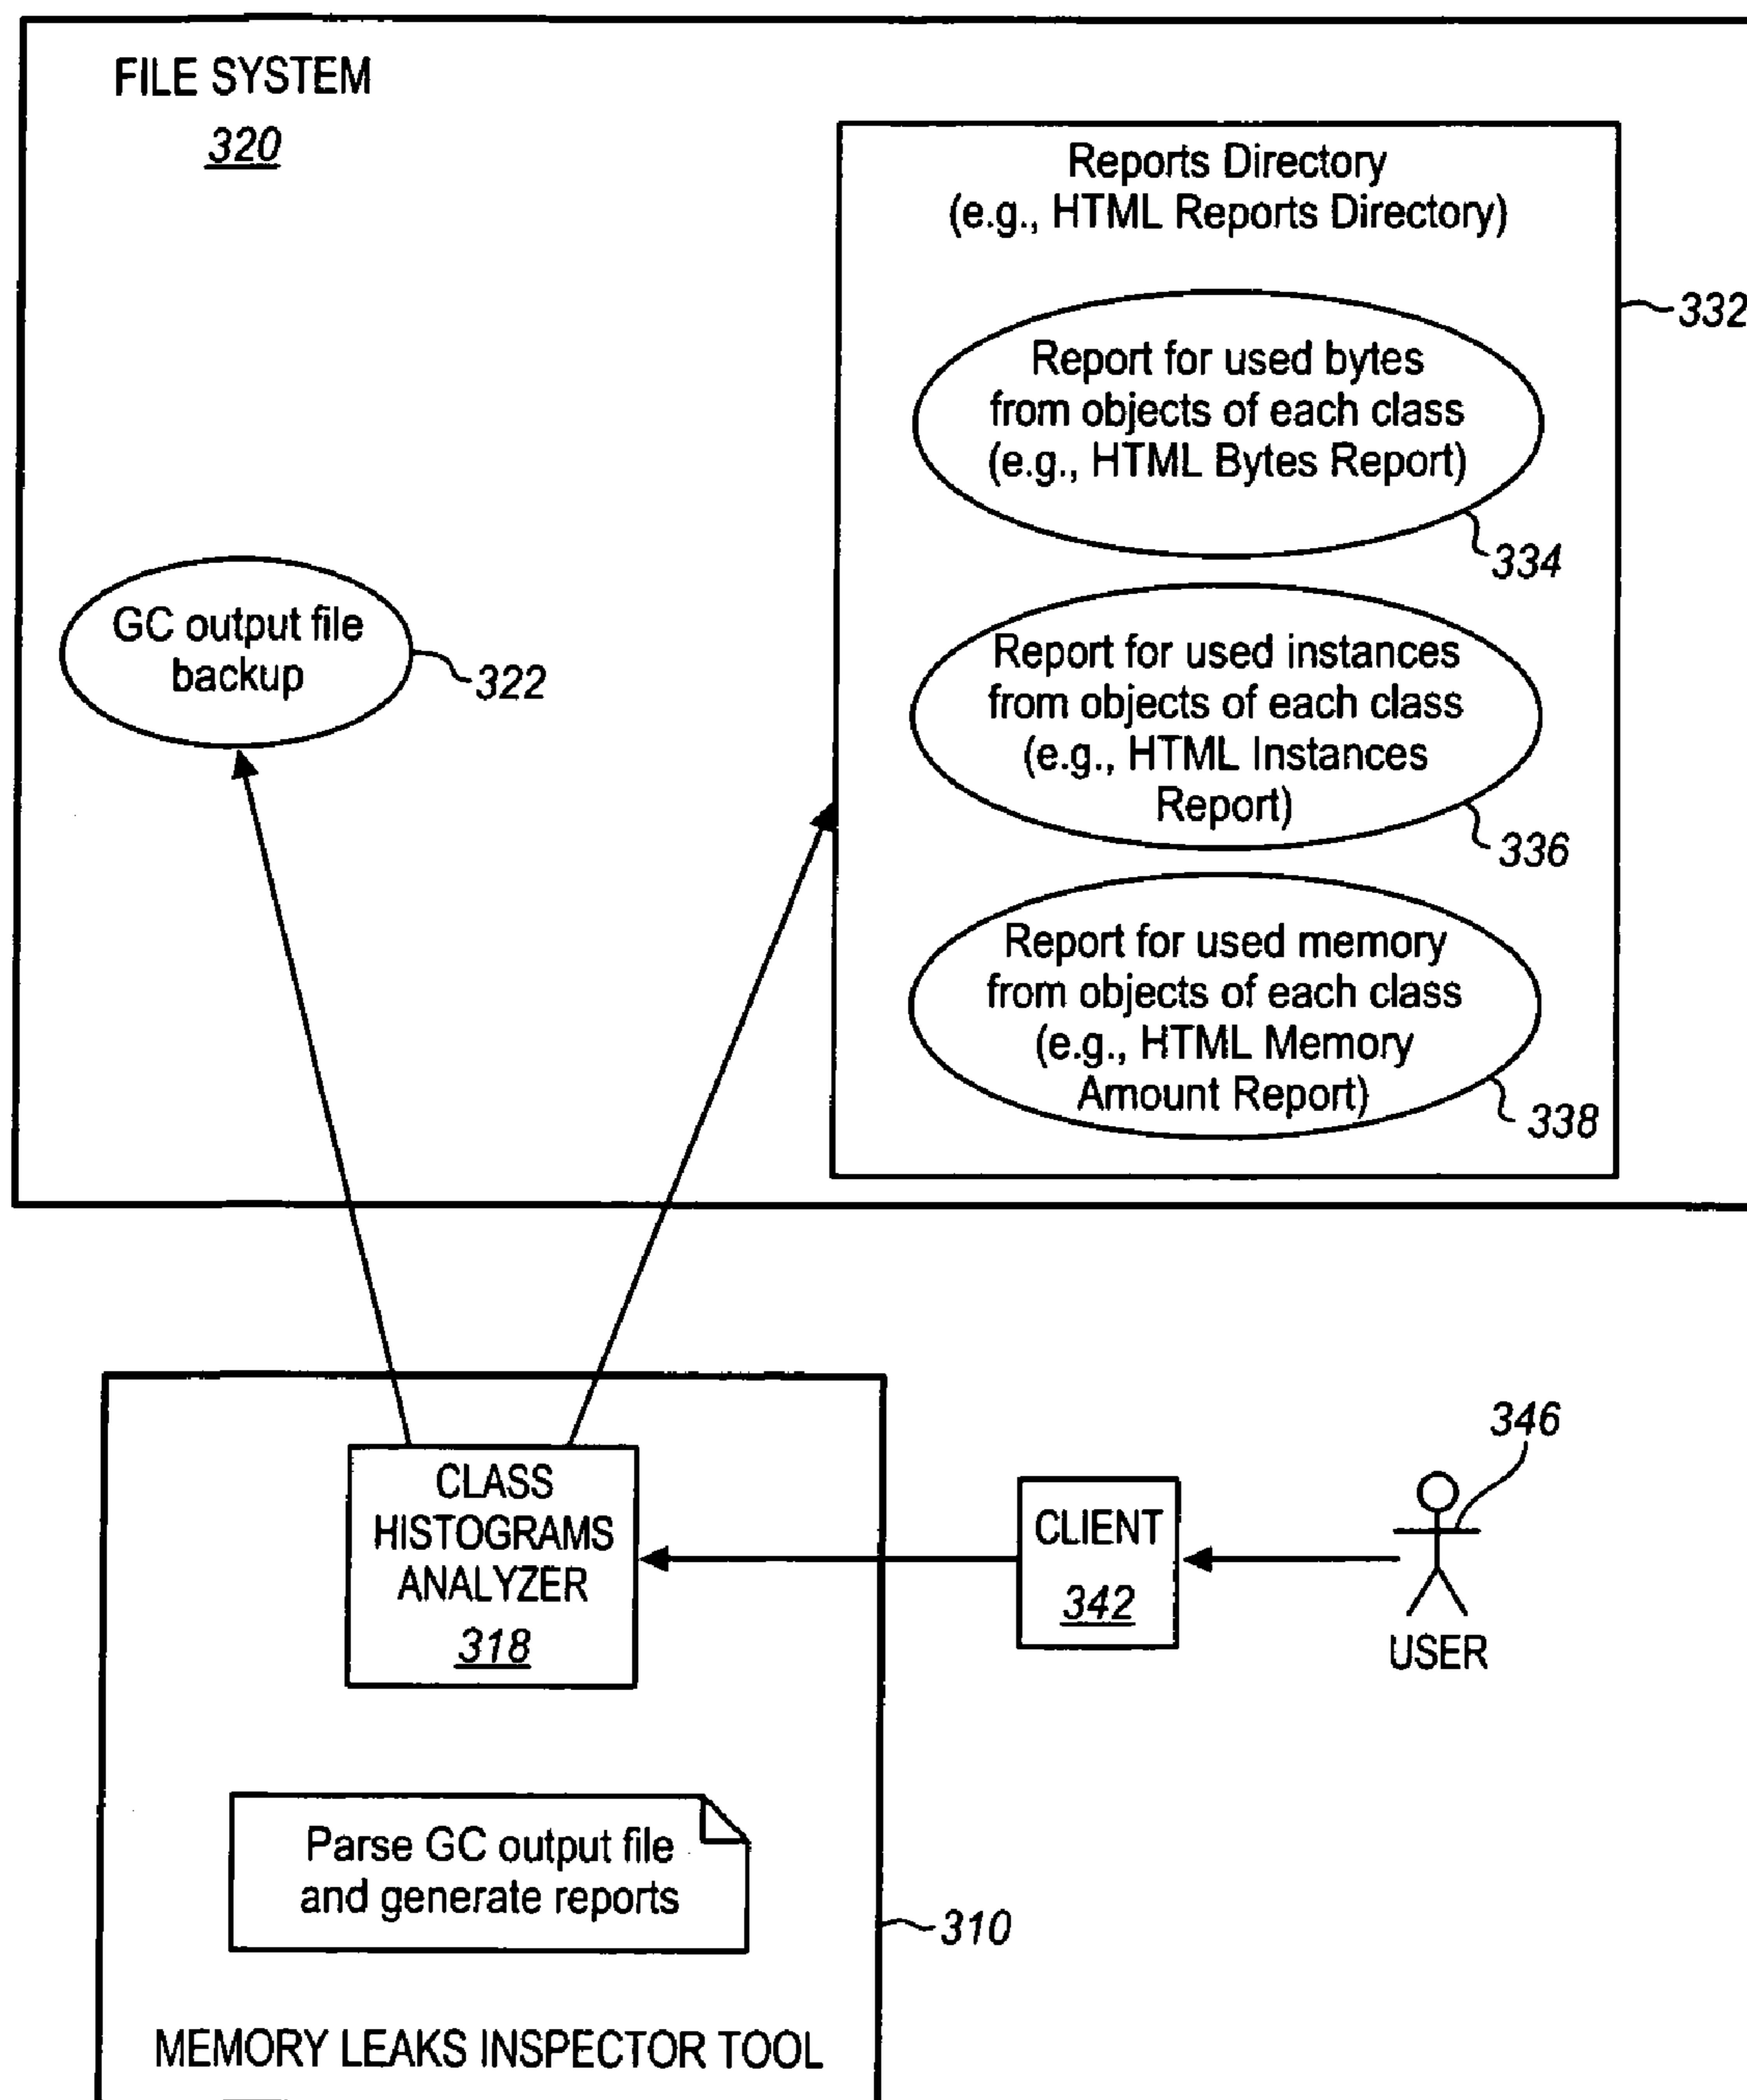 FILE SYSTEM
320
Reports Directory
(e.g., HTML Reports Directory)
332
Report for used bytes
from objects of each class
(e.g., HTML Bytes Report)
334
GC output file
backup
322
Report for used instances
from objects of each class
(e.g., HTML Instances
Report)
336
Report for used memory
from objects of each class
(e.g., HTML Memory
Amount Report)
338
CLASS
HISTOGRAMS
ANALYZER
318
CLIENT
342
346
USER
Parse GC output file
and generate reports
310
MEMORY LEAKS INSPECTOR TOOL